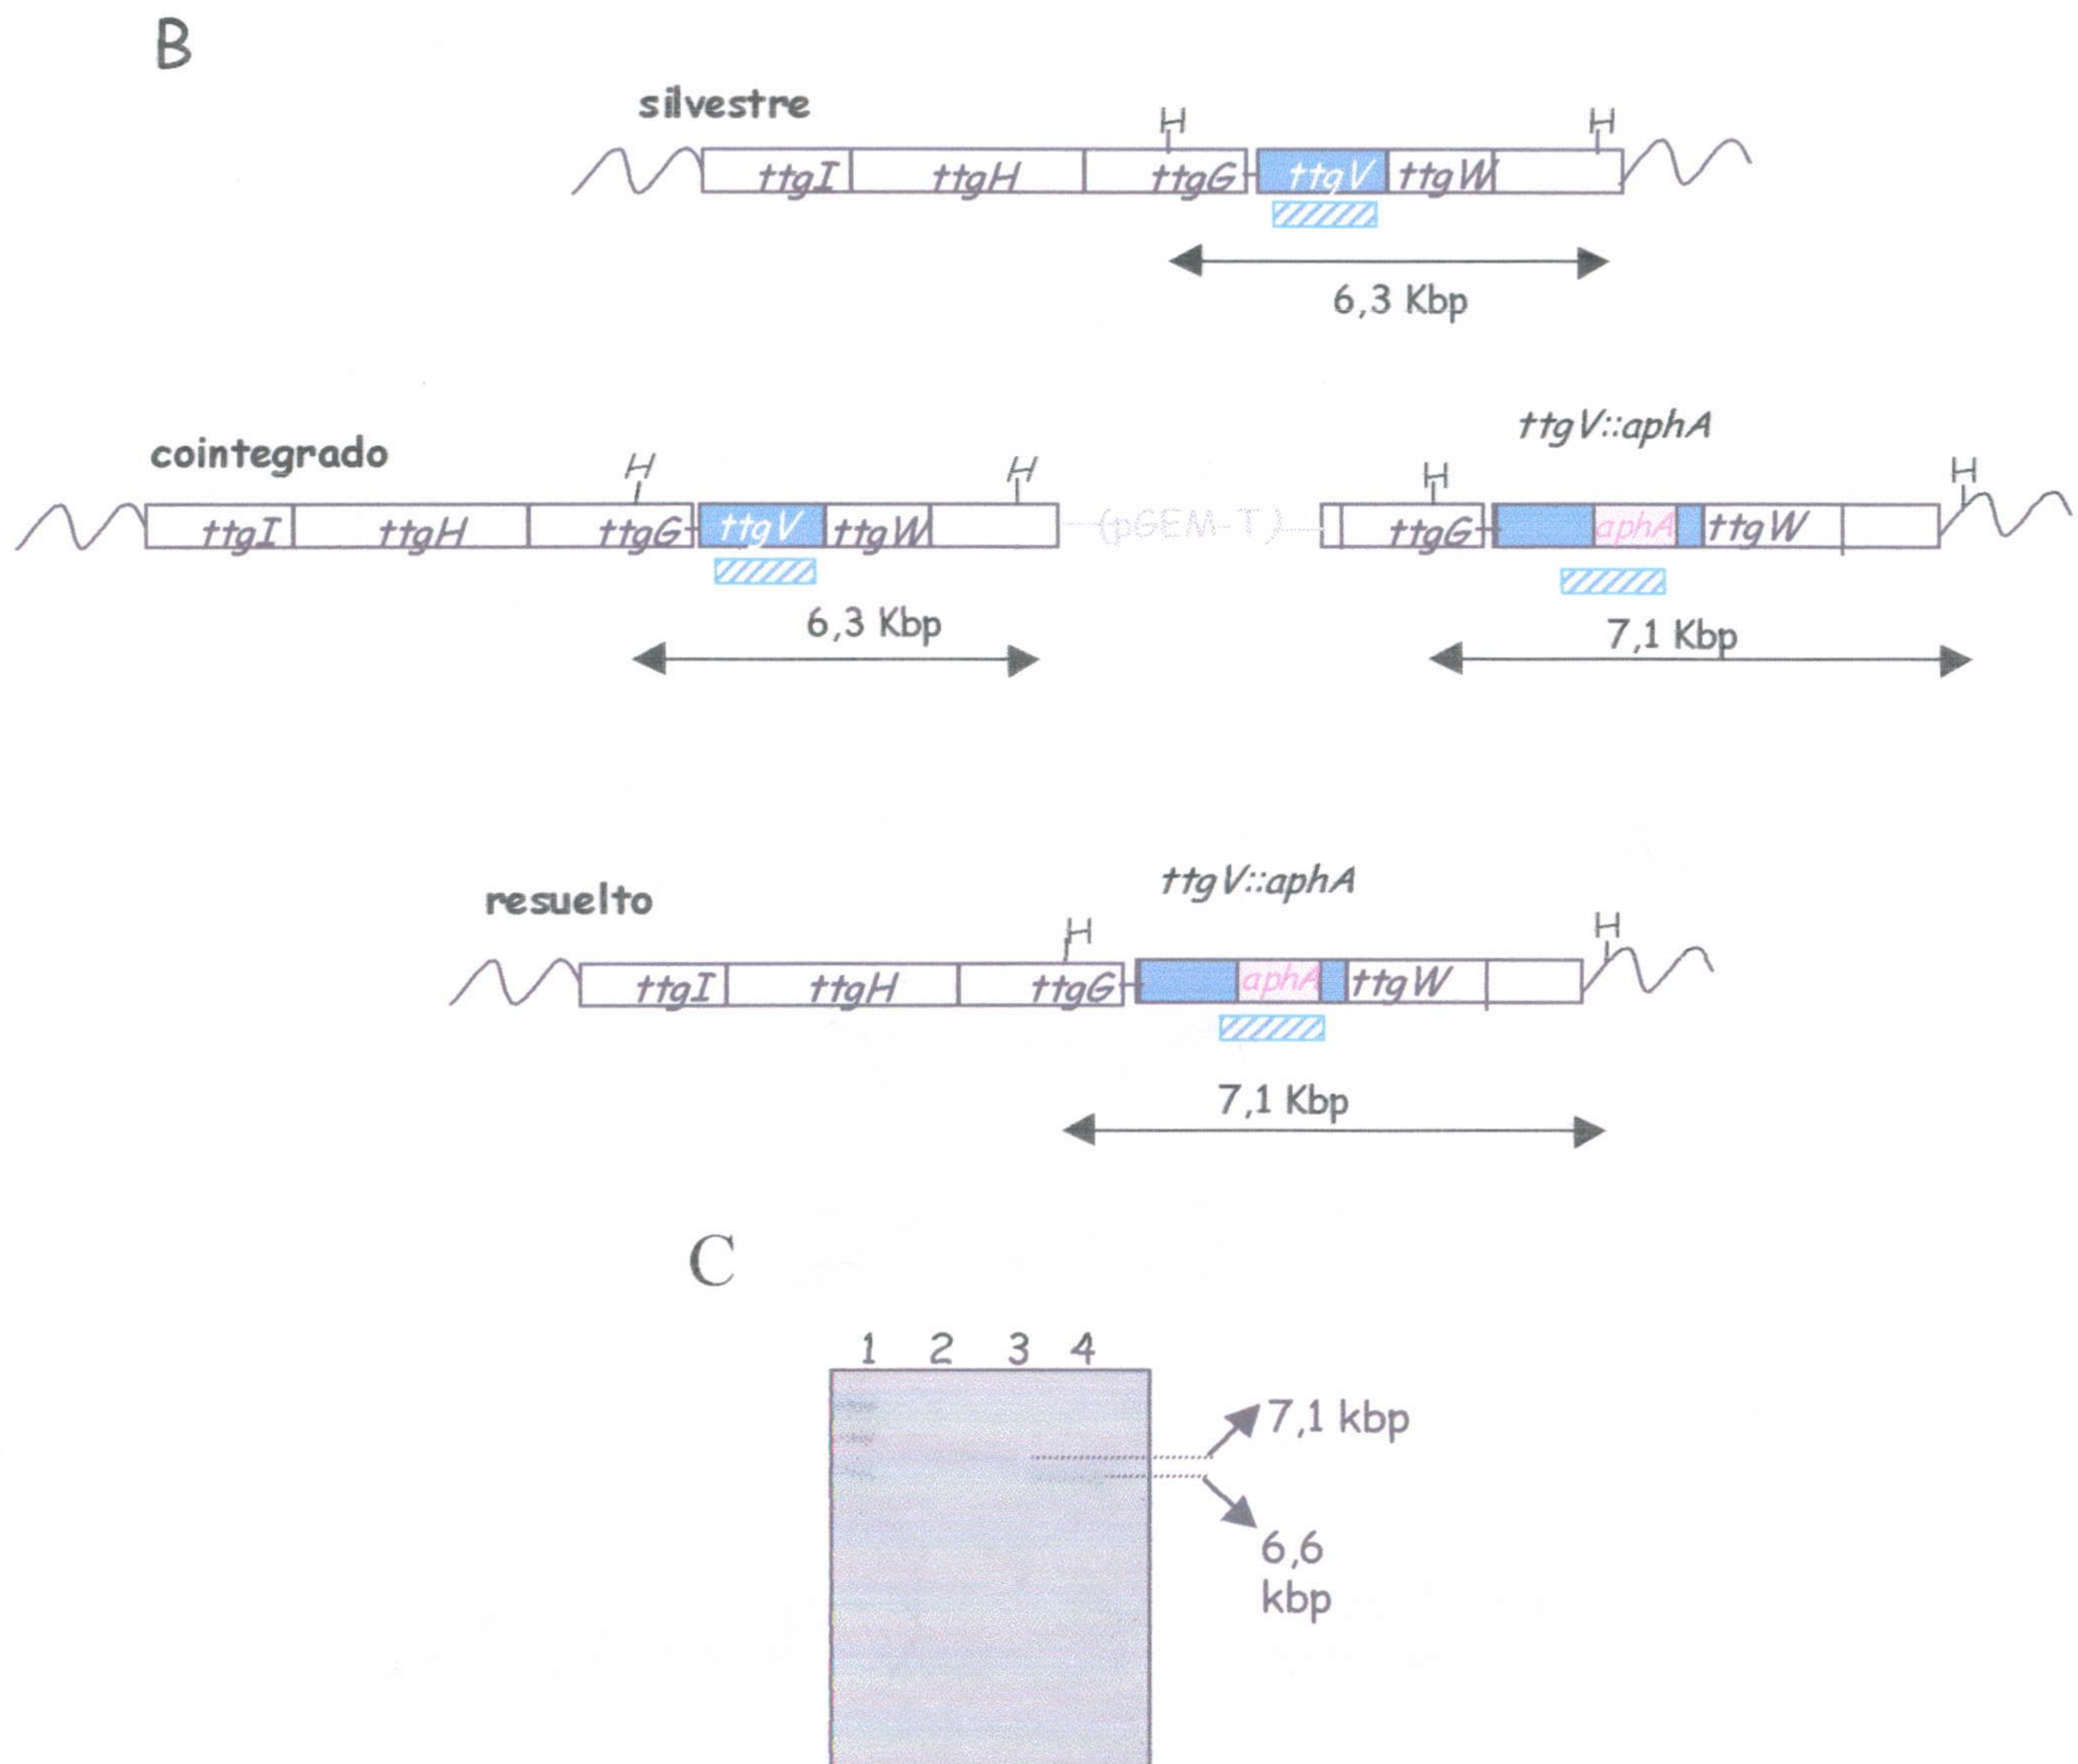 B
silvestre
H H
ttgI ttgH ttgG ttgV ttgW
6,3 Kbp
ttgV::aphA
cointegrado
H H H H
ttgI ttgH ttgG ttgV ttgW (pGEM-T) ttgG aphA ttgW
6,3 Kbp 7,1 Kbp
ttgV::aphA
resuelto
H H
ttgI ttgH ttgG aphA ttgW
7,1 Kbp
C
1 2 3 4
7,1 kbp
6,6
kbp